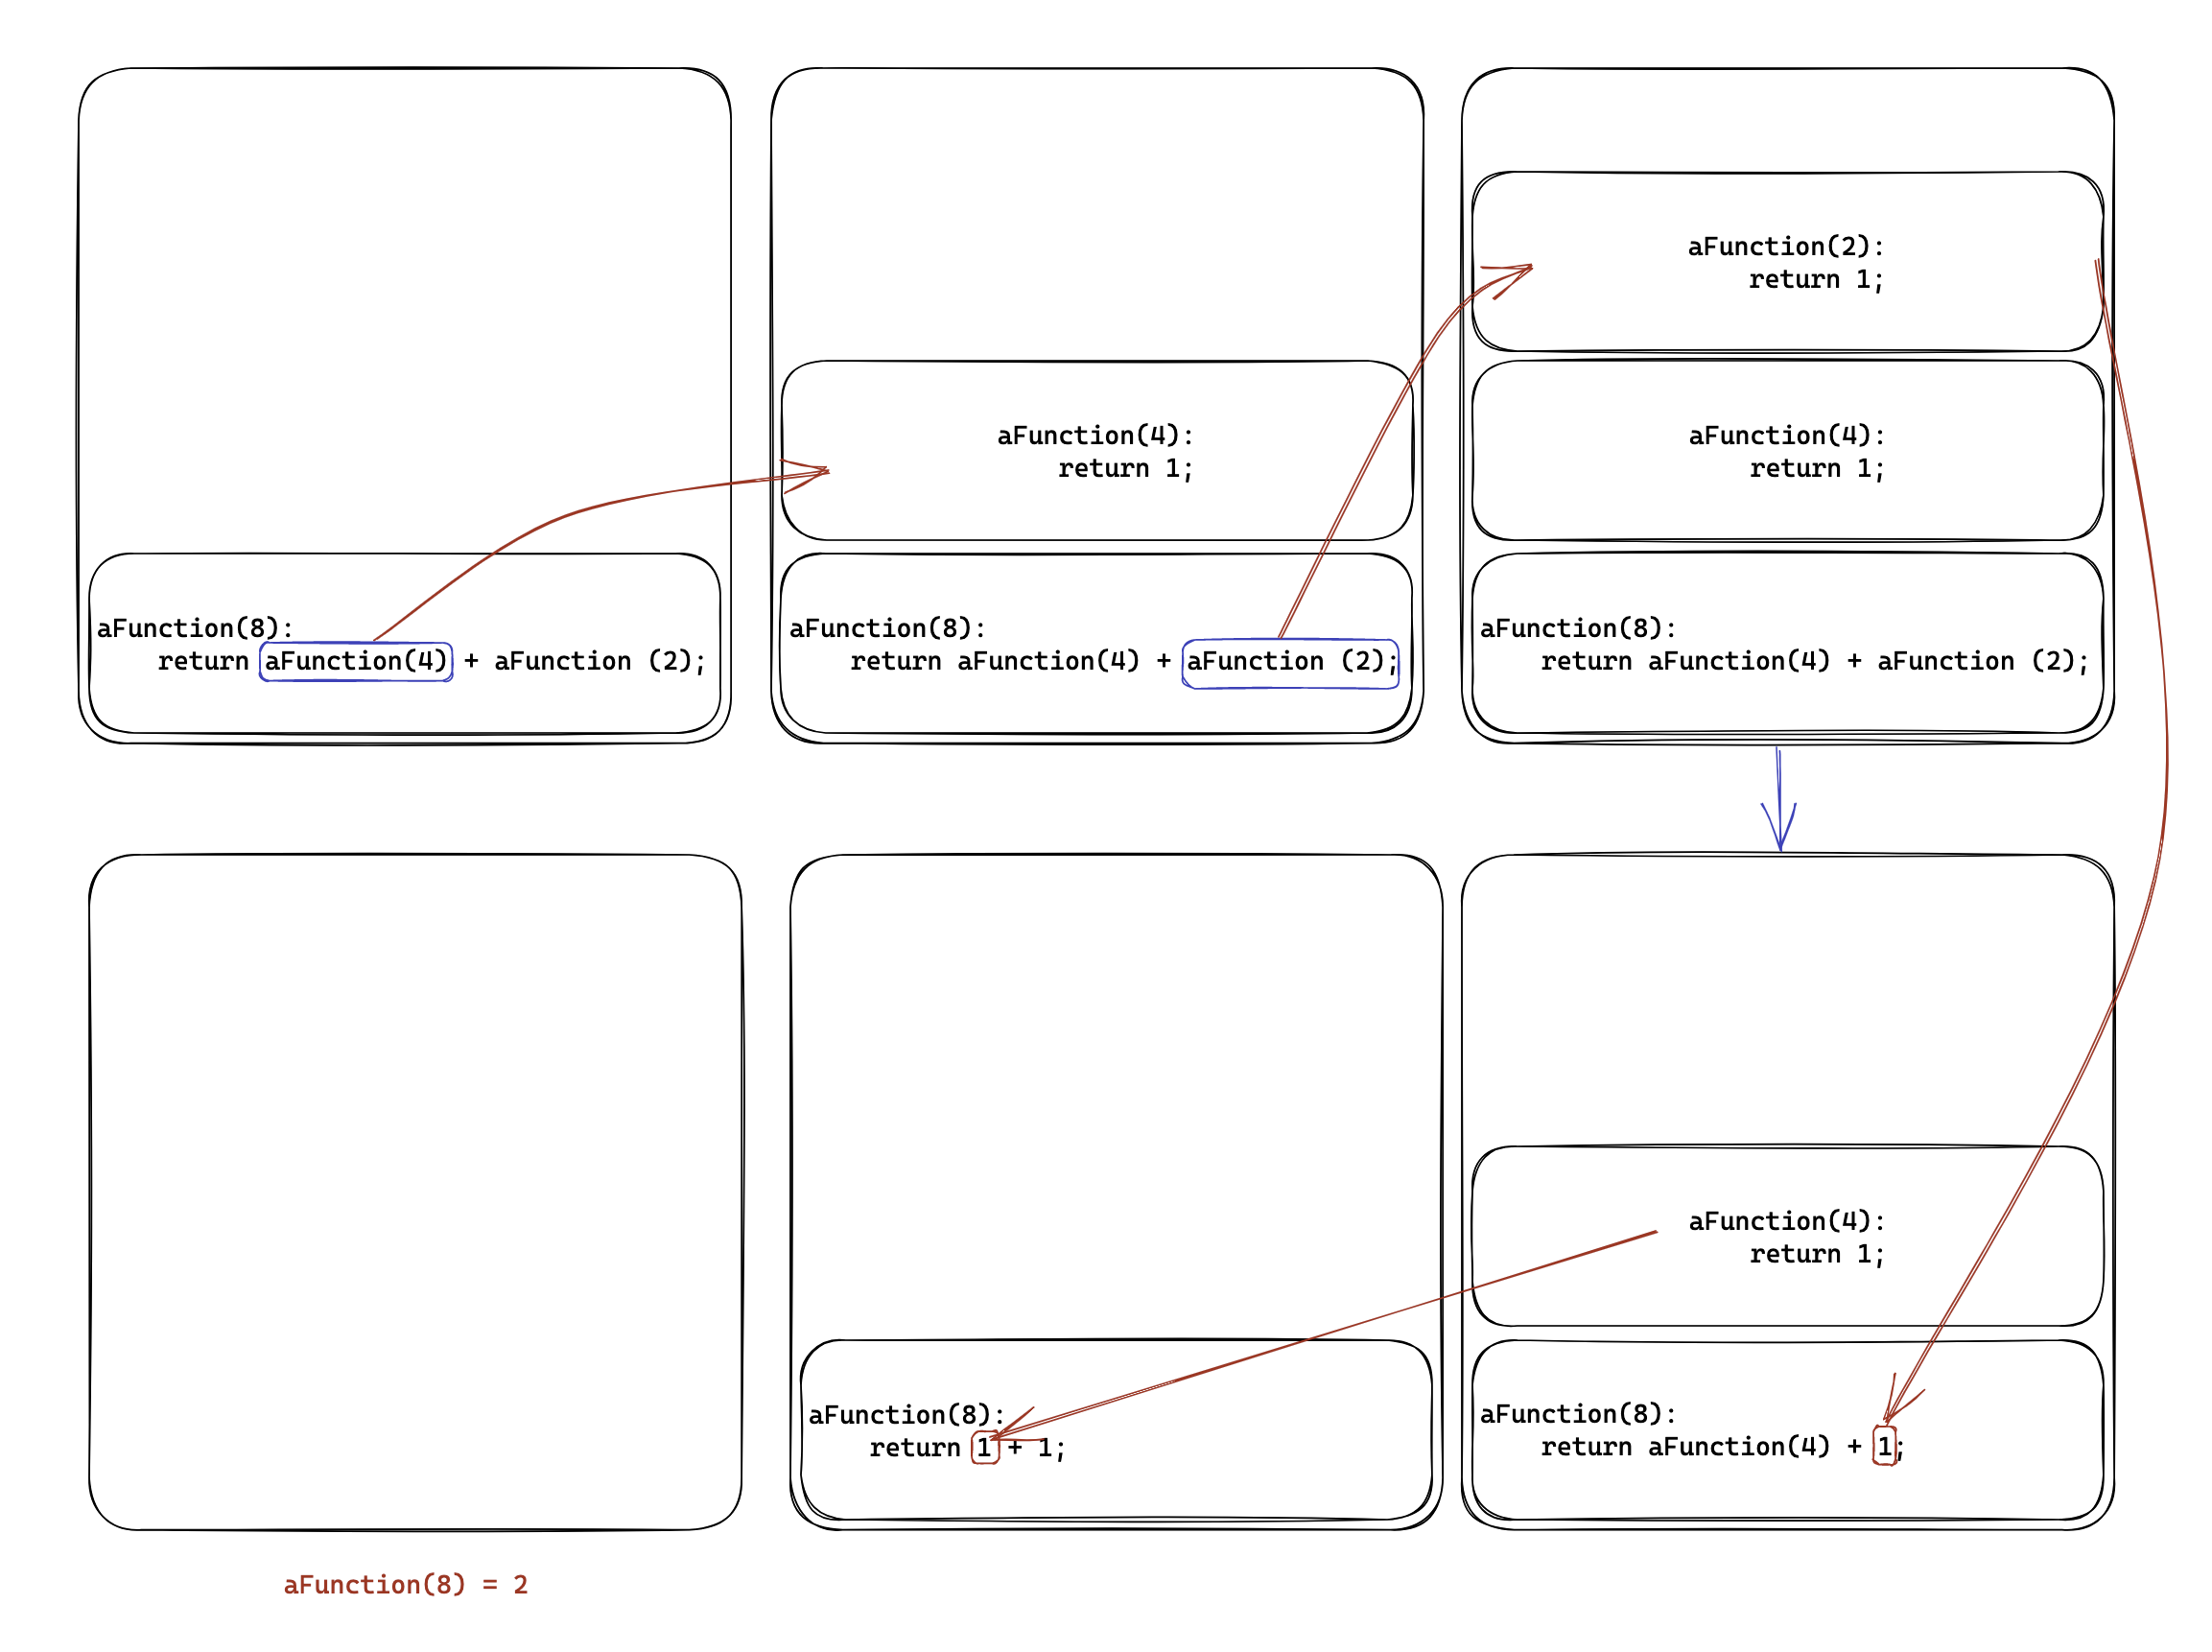 aFunction(8):
return aFunction(4) + aFunction (2);
aFunction(4):
return 1;
aFunction(8):
return aFunction(4) + aFunction (2);
aFunction(2):
return 1;
aFunction(4):
return 1;
aFunction(8):
return aFunction(4) + aFunction (2);
aFunction(8) = 2
aFunction(8):
return 1 + 1;
aFunction(4):
return 1;
aFunction(8):
return aFunction(4) + 1;